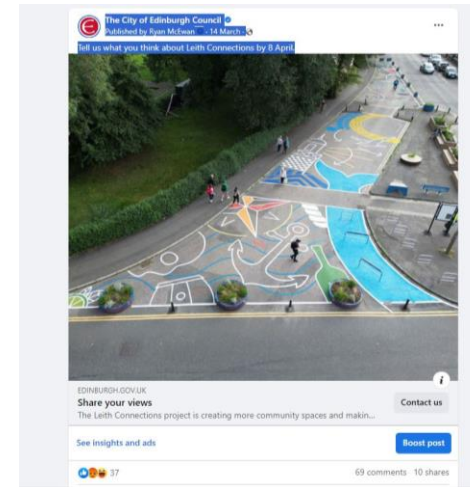 The City of Edinburgh Council
Published by Ryan McEwan · 14 March ·
Tell us what you think about Leith Connections by 8 April.
EDINBURGH.GOV.UK
Share your views
Contact us
The Leith Connections project is creating more community spaces and makin...
See insights and ads
Boost post
37
69 comments 10 shares